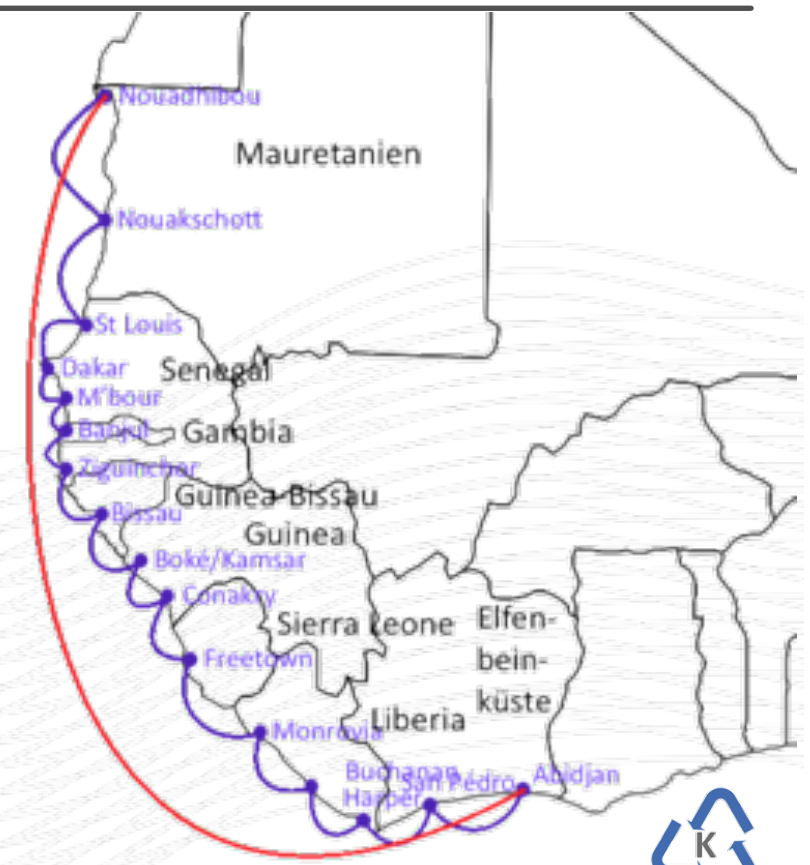 Nouadhibou
Mauretanien
Nouakschott
St Louis
Dakar
Senegal
M'bour
Banjul
Gambia
Ziguinchor
Guinea-Bissau
Bissau
Guinea
Boké/Kamsar
Conakry
Sierra Leone
Elfen-
bein-
küste
Freetown
Liberia
Monrovia
Buchanan
San Pédro
Abidjan
Harper
K